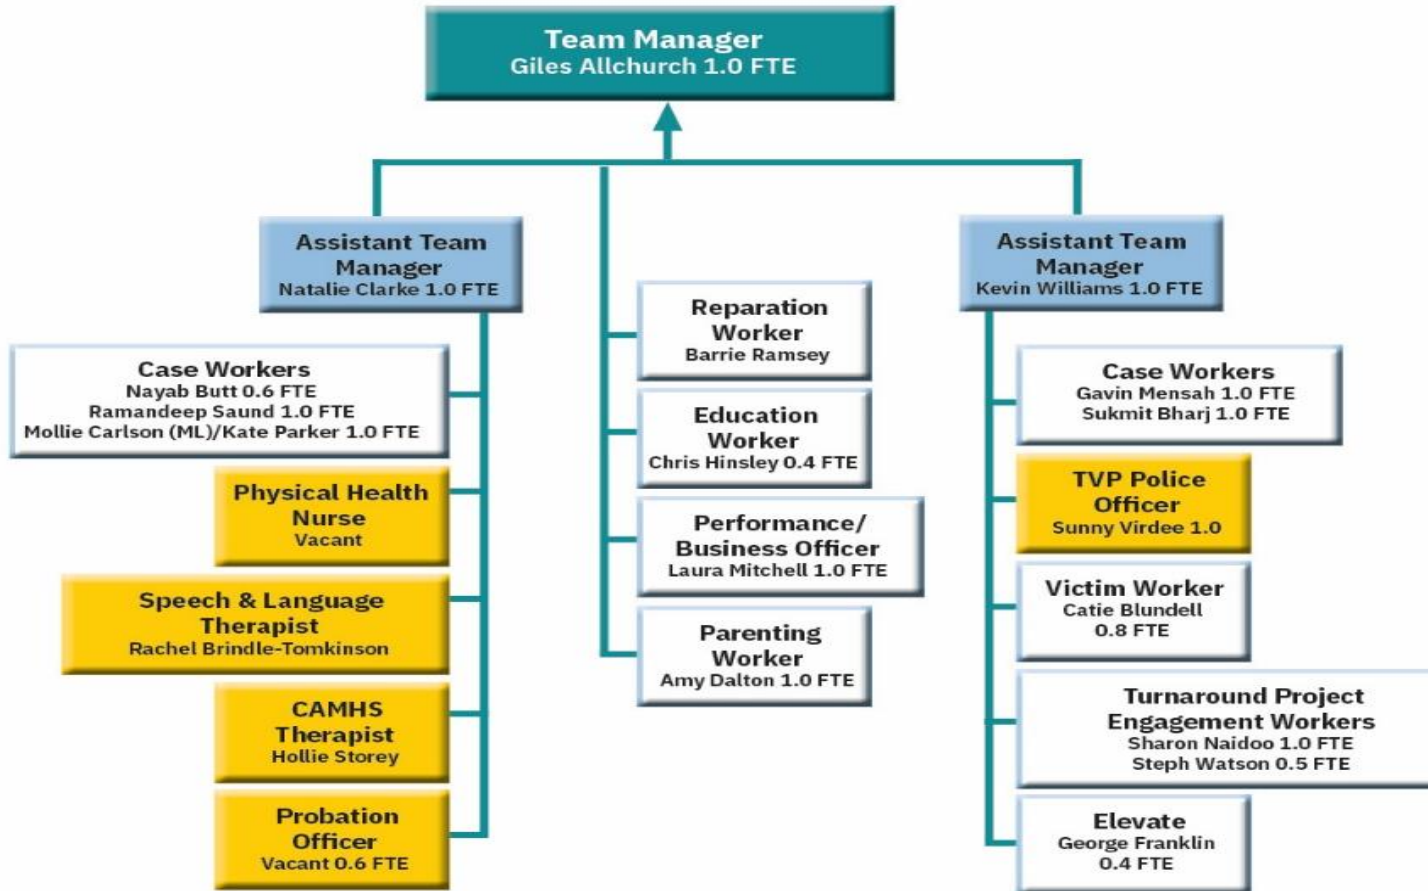 Team Manager
Giles Allchurch 1.0 FTE
Assistant Team
Manager
Natalie Clarke 1.0 FTE
Case Workers
Nayab Butt 0.6 FTE
Ramandeep Saund 1.0 FTE
Mollie Carlson (ML)/Kate Parker 1.0 FTE
Physical Health
Nurse
Vacant
Speech & Language
Therapist
Rachel Brindle-Tomkinson
CAMHS
Therapist
Hollie Storey
Probation
Officer
Vacant 0.6 FTE
Reparation
Worker
Barrie Ramsey
Education
Worker
Chris Hinsley 0.4 FTE
Performance/
Business Officer
Laura Mitchell 1.0 FTE
Parenting
Worker
Amy Dalton 1.0 FTE
Assistant Team
Manager
Kevin Williams 1.0 FTE
Case Workers
Gavin Mensah 1.0 FTE
Sukmit Bharj 1.0 FTE
TVP Police
Officer
Sunny Virdee 1.0
Victim Worker
Catie Blundell
0.8 FTE
Turnaround Project
Engagement Workers
Sharon Naidoo 1.0 FTE
Steph Watson 0.5 FTE
Elevate
George Franklin
0.4 FTE